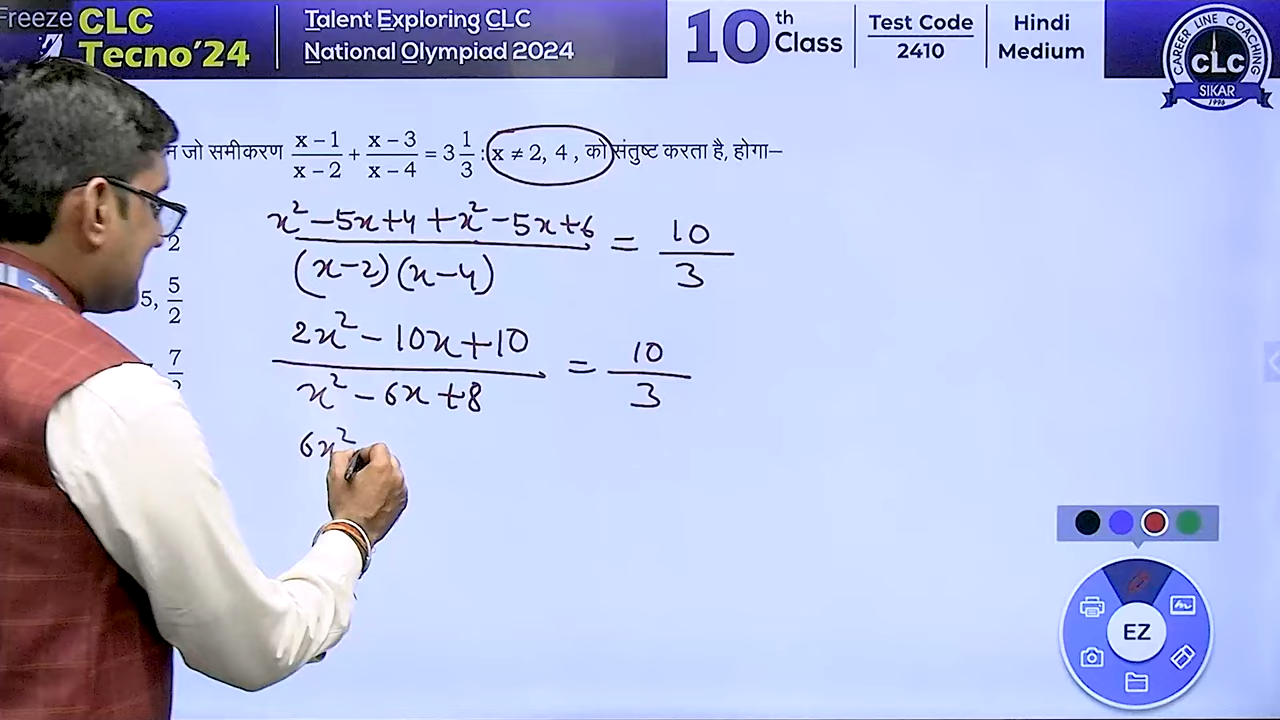 Freeze CLC Tecno'24
Talent Exploring CLC
National Olympiad 2024
10th Class
Test Code
2410
Hindi
Medium
CAREER LINE COACHING
CLC
SIKAR
1996
जो समीकरण (x – 1)/(x – 2) + (x – 3)/(x – 4) = 3 1/3 : x ≠ 2, 4 , को संतुष्ट करता है, होगा–
2
5, 5/2
7
(x² – 5x + 4 + x² – 5x + 6)/((x – 2)(x – 4)) = 10/3
(2x² – 10x + 10)/(x² – 6x + 8) = 10/3
6x²
EZ